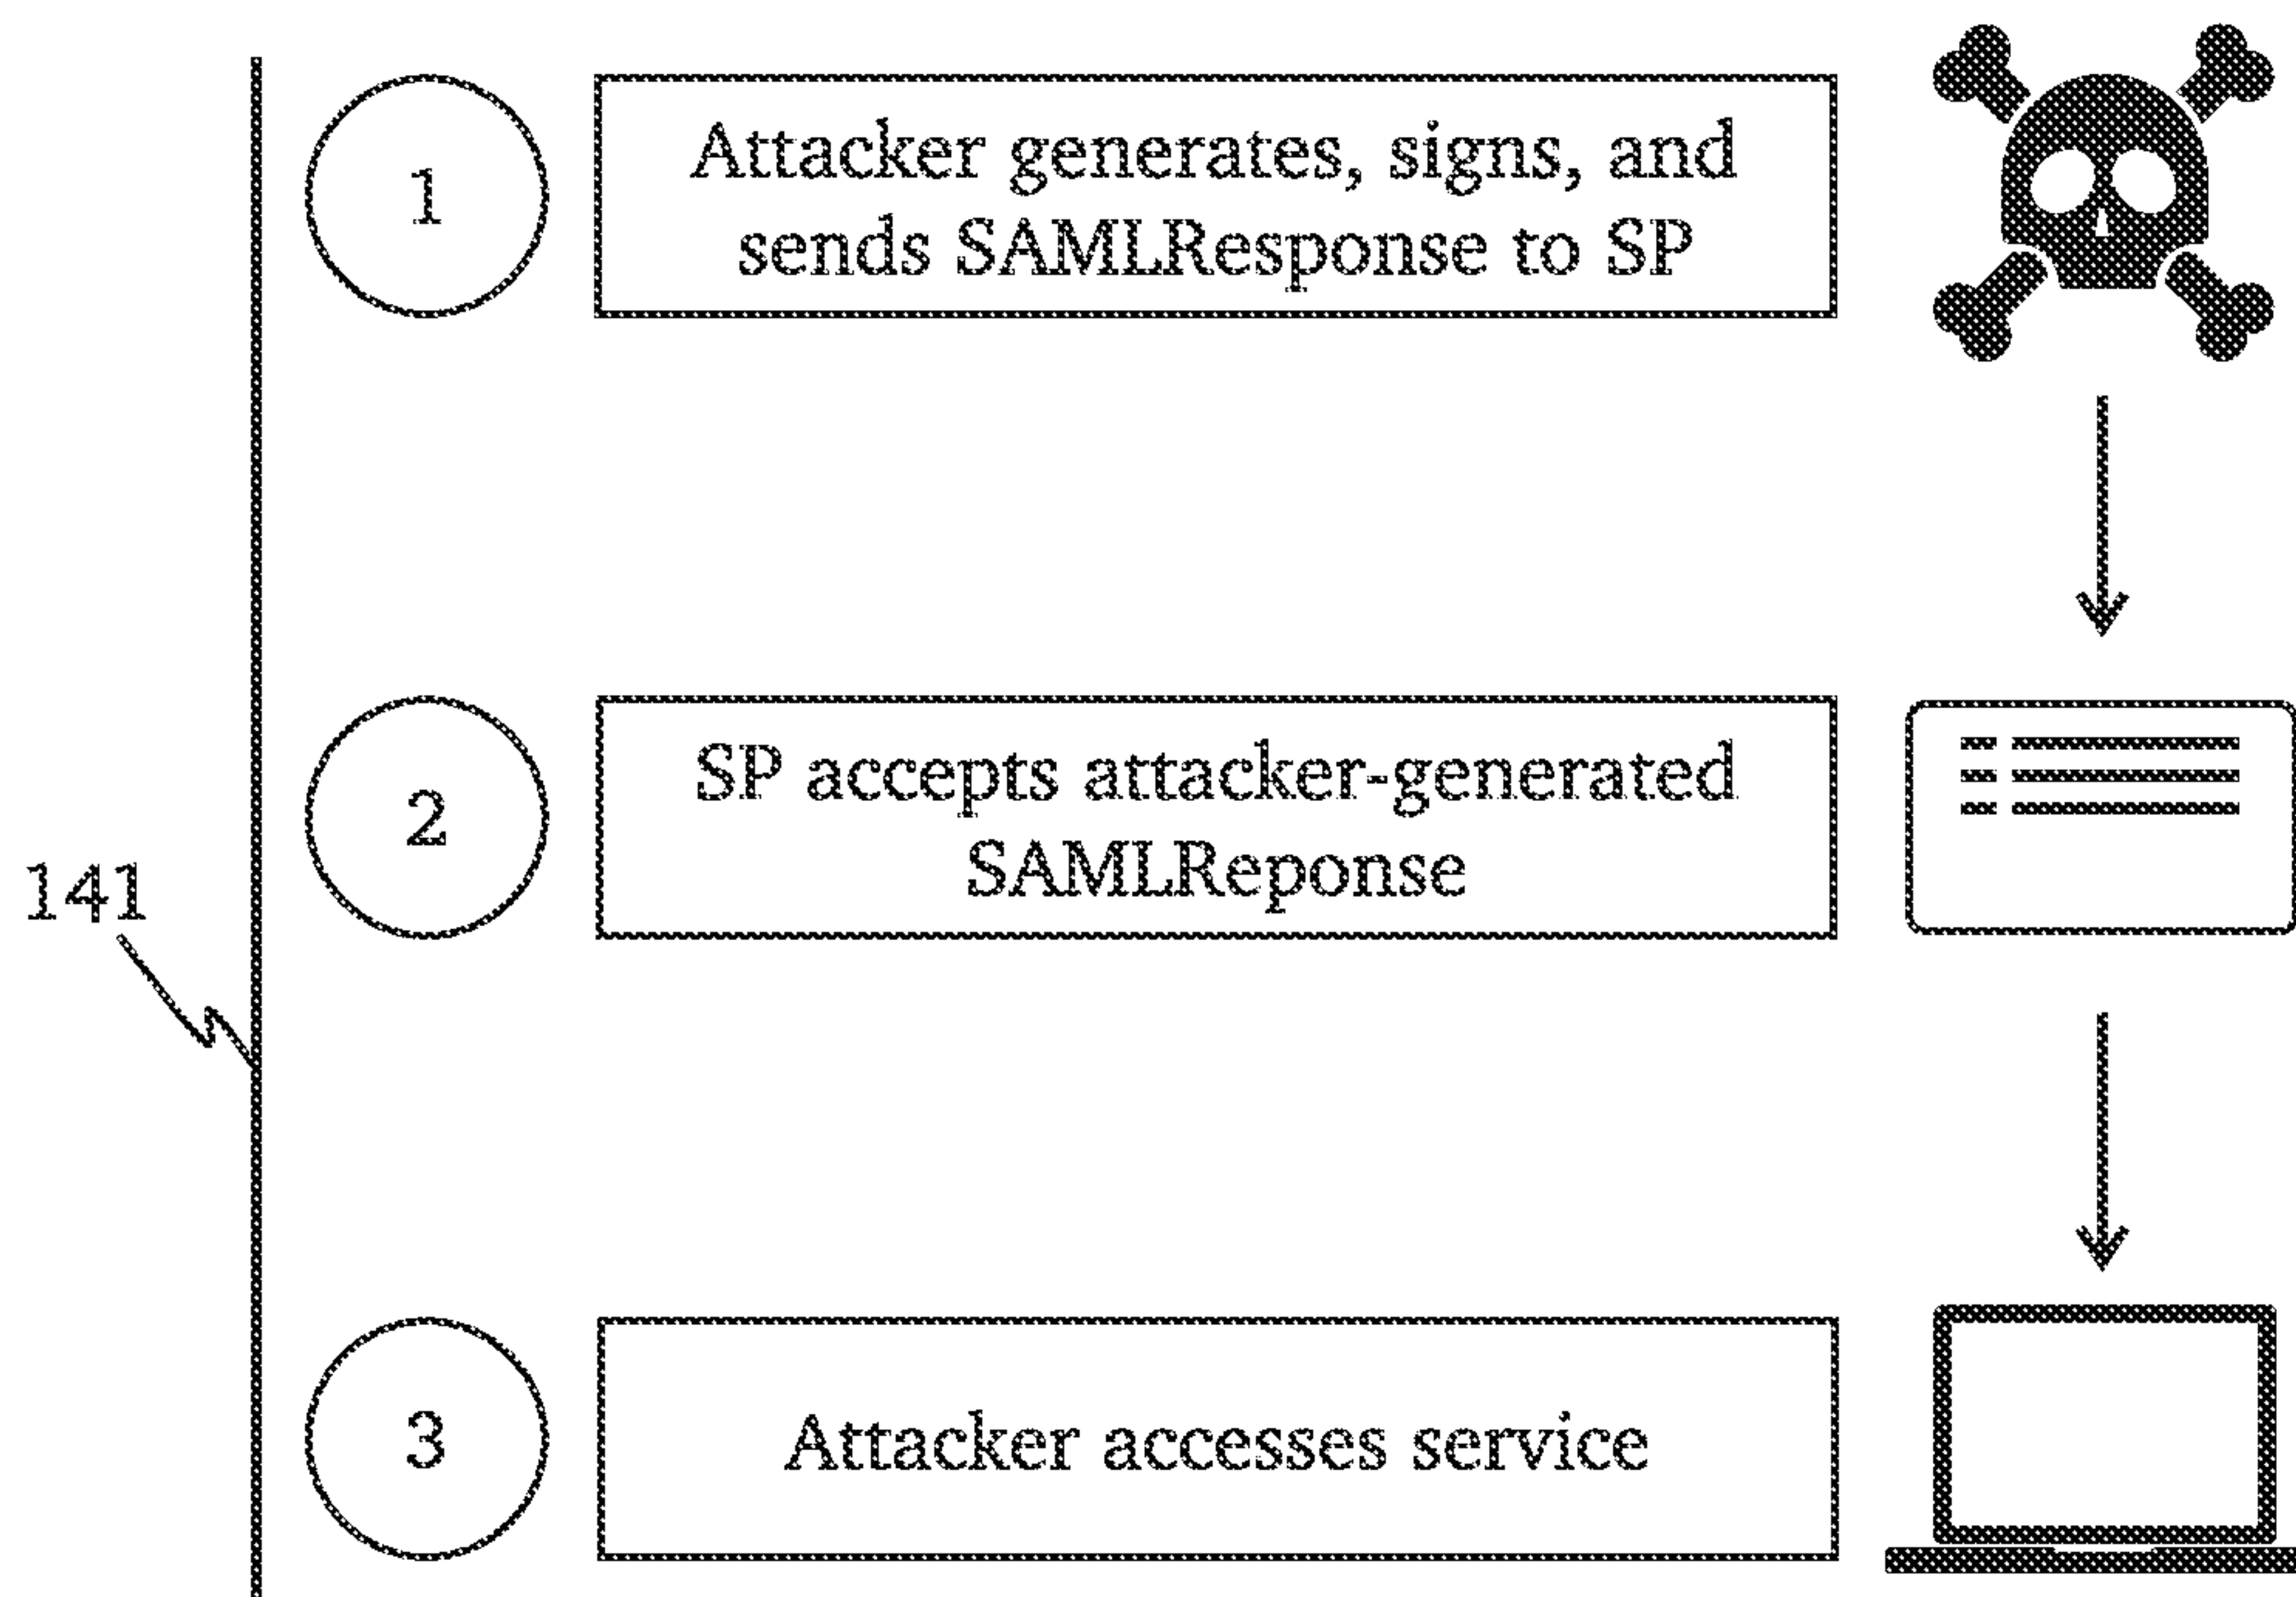 1
Attacker generates, signs, and
sends SAMLResponse to SP
2
SP accepts attacker-generated
SAMLReponse
141
3
Attacker accesses service